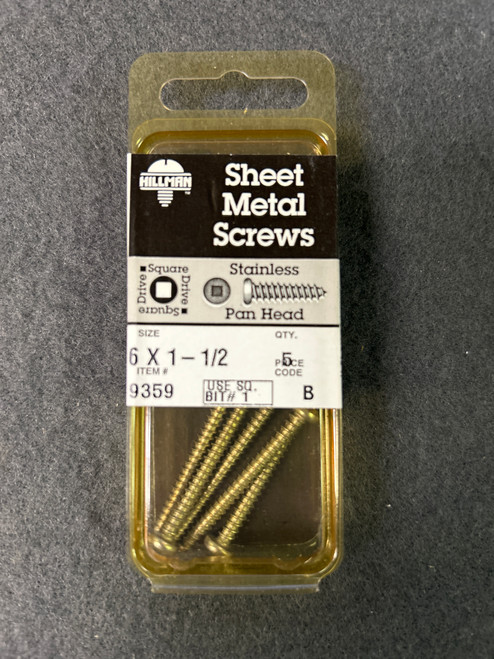 HILLMAN
TM
Sheet
Metal
Screws
Square
Drive
Square
Drive
Stainless
Pan Head
SIZE
QTY.
6 X 1-1/2
5
ITEM #
PRICE
CODE
9359
USE SQ.
BIT# 1
B